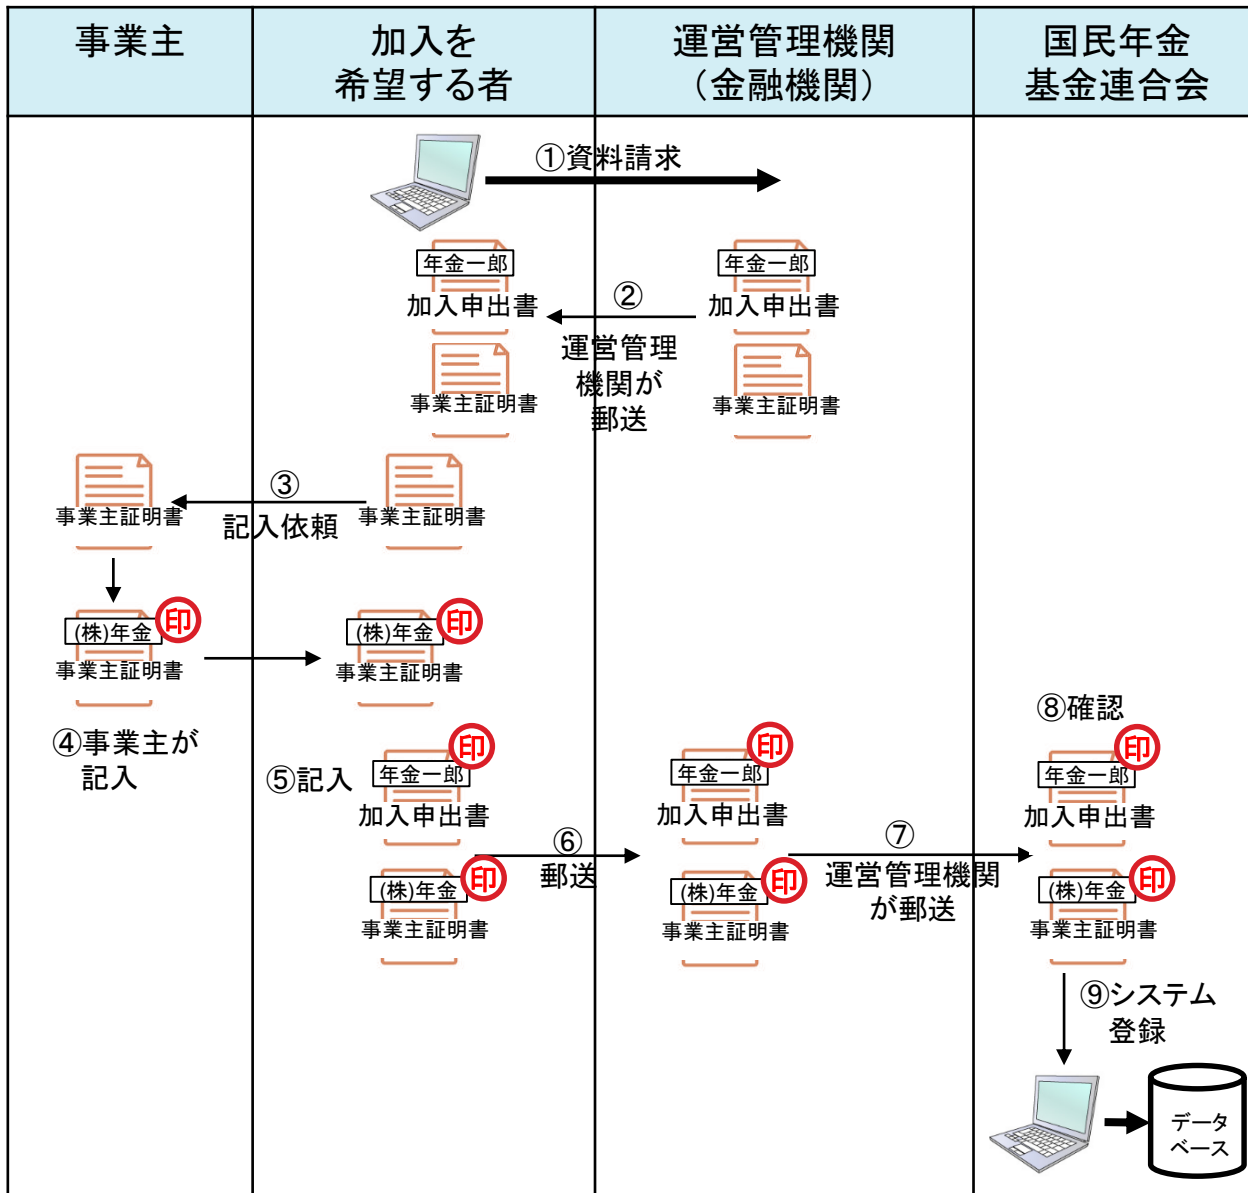 事業主
加入を
希望する者
運営管理機関
（金融機関）
国民年金
基金連合会
①資料請求
年金一郎
加入申出書
事業主証明書
②
運営管理
機関が
郵送
年金一郎
加入申出書
事業主証明書
事業主証明書
③
記入依頼
事業主証明書
(株)年金
印
事業主証明書
(株)年金
印
事業主証明書
④事業主が
記入
⑤記入
年金一郎
印
加入申出書
(株)年金
印
事業主証明書
⑥
郵送
年金一郎
印
加入申出書
(株)年金
印
事業主証明書
⑦
運営管理機関
が郵送
⑧確認
年金一郎
印
加入申出書
(株)年金
印
事業主証明書
⑨システム
登録
データ
ベース